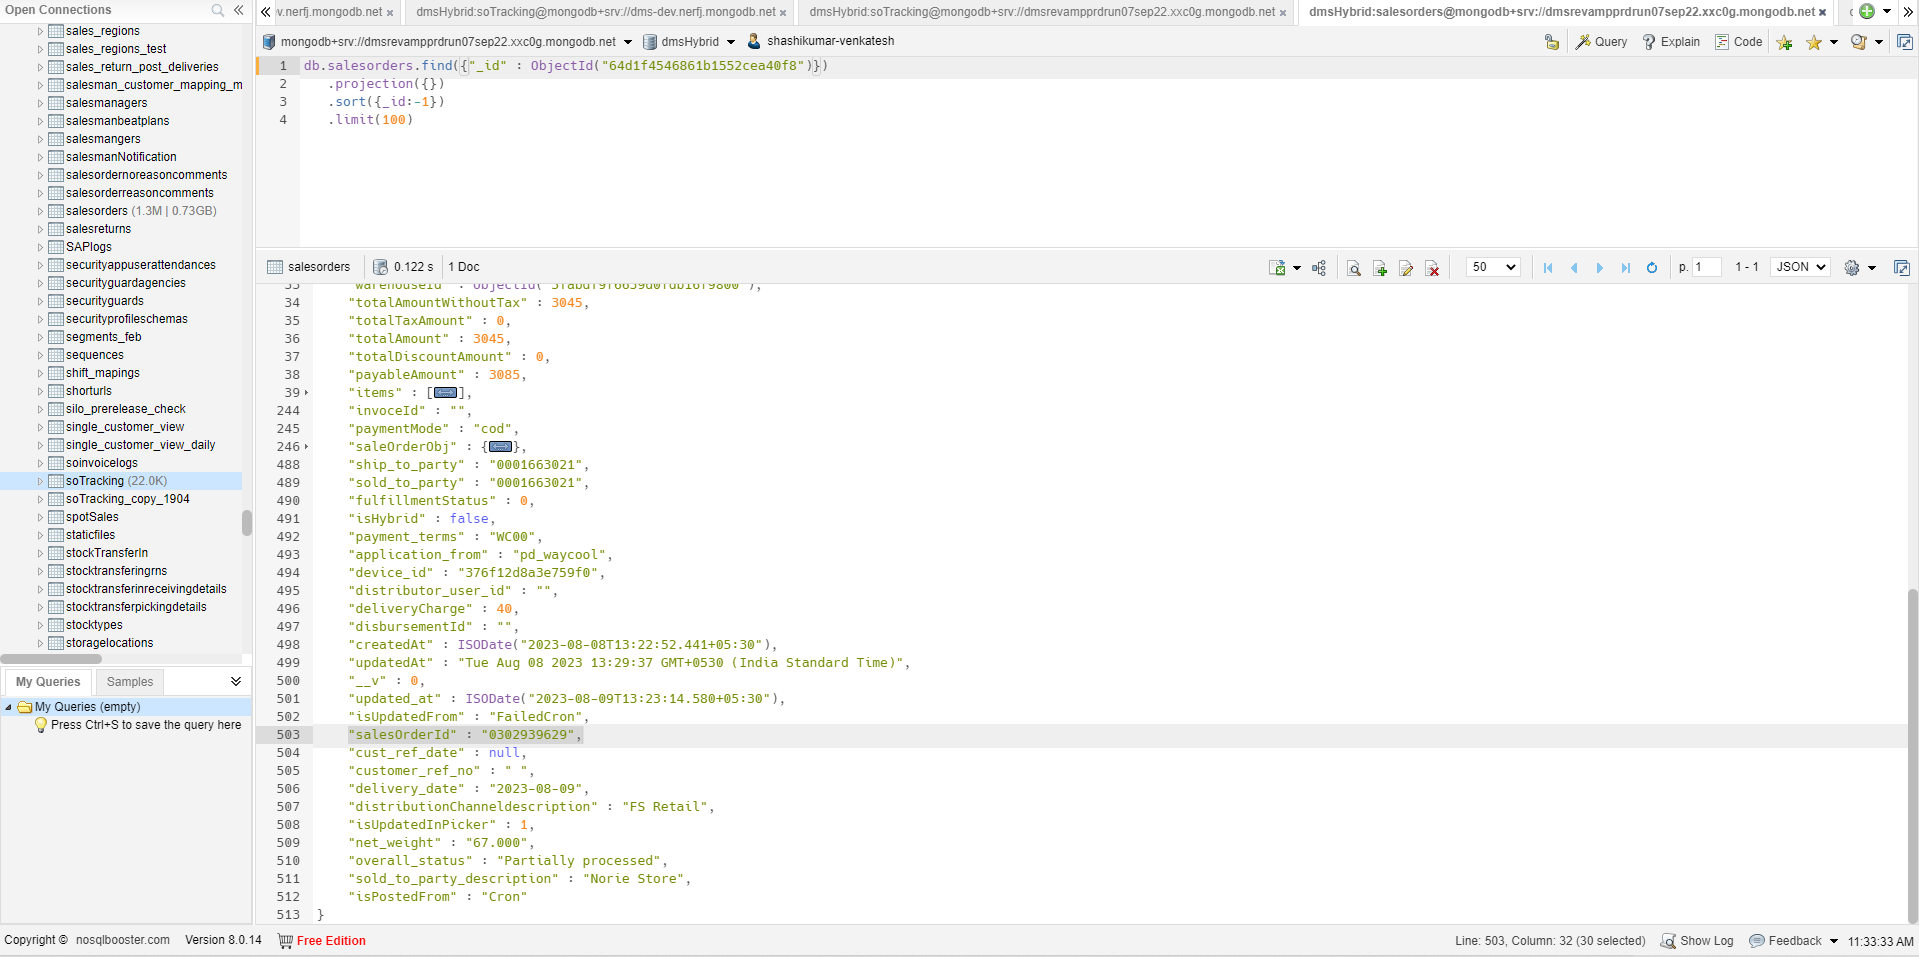 Open Connections
sales_regions
sales_regions_test
sales_return_post_deliveries
salesman_customer_mapping_m
salesmanagers
salesmanbeatplans
salesmangers
salesmanNotification
salesordernoreasoncomments
salesorderreasoncomments
salesorders (1.3M | 0.73GB)
salesreturns
SAPlogs
securityappuserattendances
securityguardagencies
securityguards
securityprofileschemas
segments_feb
sequences
shift_mapings
shorturls
silo_prerelease_check
single_customer_view
single_customer_view_daily
soinvoicelogs
soTracking (22.0K)
soTracking_copy_1904
spotSales
staticfiles
stockTransferIn
stocktransferingrns
stocktransferinreceivingdetails
stocktransferpickingdetails
stocktypes
storagelocations
My Queries Samples
My Queries (empty)
Press Ctrl+S to save the query here
v.nerfj.mongodb.net × dmsHybrid:soTracking@mongodb+srv://dms-dev.nerfj.mongodb.net × dmsHybrid:soTracking@mongodb+srv://dmsrevampprdrun07sep22.xxc0g.mongodb.net × dmsHybrid:salesorders@mongodb+srv://dmsrevampprdrun07sep22.xxc0g.mongodb.net ×
mongodb+srv://dmsrevampprdrun07sep22.xxc0g.mongodb.net dmsHybrid shashikumar-venkatesh Query Explain Code
1 db.salesorders.find({"_id" : ObjectId("64d1f4546861b1552cea40f8")})
2 .projection({})
3 .sort({_id:-1})
4 .limit(100)
salesorders 0.122 s 1 Doc 50 p. 1 1 - 1 JSON
34 "totalAmountWithoutTax" : 3045,
35 "totalTaxAmount" : 0,
36 "totalAmount" : 3045,
37 "totalDiscountAmount" : 0,
38 "payableAmount" : 3085,
39 "items" : [ ],
244 "invoceId" : "",
245 "paymentMode" : "cod",
246 "saleOrderObj" : { },
488 "ship_to_party" : "0001663021",
489 "sold_to_party" : "0001663021",
490 "fulfillmentStatus" : 0,
491 "isHybrid" : false,
492 "payment_terms" : "WC00",
493 "application_from" : "pd_waycool",
494 "device_id" : "376f12d8a3e759f0",
495 "distributor_user_id" : "",
496 "deliveryCharge" : 40,
497 "disbursementId" : "",
498 "createdAt" : ISODate("2023-08-08T13:22:52.441+05:30"),
499 "updatedAt" : "Tue Aug 08 2023 13:29:37 GMT+0530 (India Standard Time)",
500 "__v" : 0,
501 "updated_at" : ISODate("2023-08-09T13:23:14.580+05:30"),
502 "isUpdatedFrom" : "FailedCron",
503 "salesOrderId" : "0302939629",
504 "cust_ref_date" : null,
505 "customer_ref_no" : " ",
506 "delivery_date" : "2023-08-09",
507 "distributionChanneldescription" : "FS Retail",
508 "isUpdatedInPicker" : 1,
509 "net_weight" : "67.000",
510 "overall_status" : "Partially processed",
511 "sold_to_party_description" : "Norie Store",
512 "isPostedFrom" : "Cron"
513 }
Copyright © nosqlbooster.com Version 8.0.14 Free Edition Line: 503, Column: 32 (30 selected) Show Log Feedback 11:33:33 AM